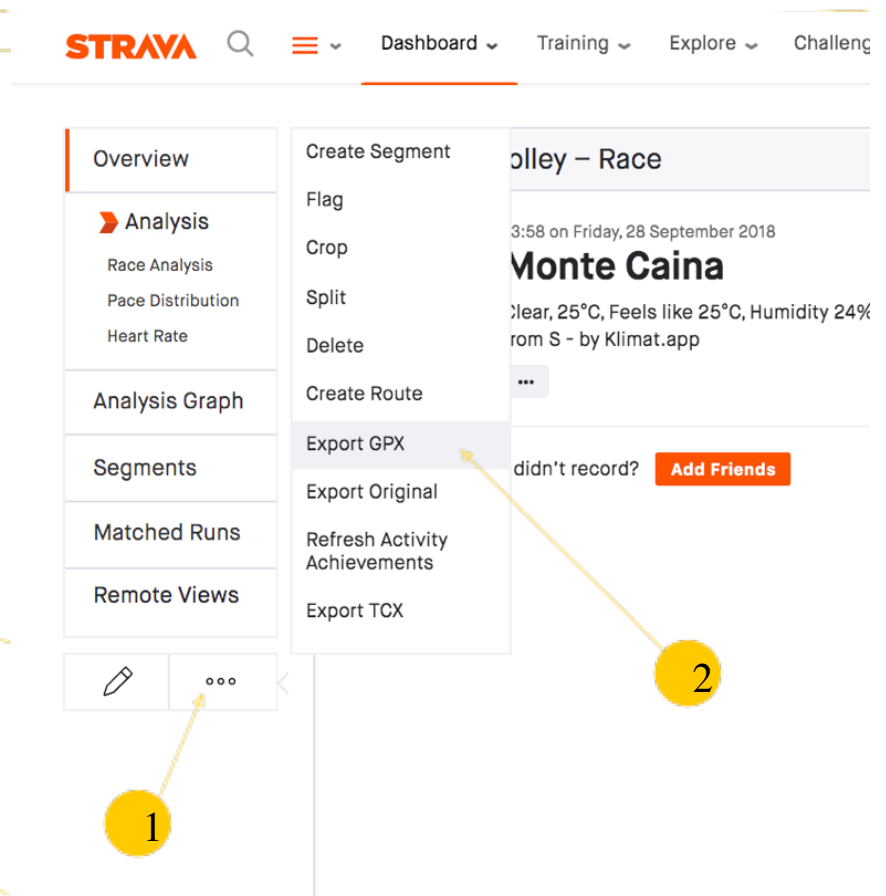 STRAVA Dashboard Training Explore Challeng
Overview
Analysis
Race Analysis
Pace Distribution
Heart Rate
Analysis Graph
Segments
Matched Runs
Remote Views
Create Segment
Flag
Crop
Split
Delete
Create Route
Export GPX
Export Original
Refresh Activity
Achievements
Export TCX
olley – Race
3:58 on Friday, 28 September 2018
Monte Caina
Clear, 25°C, Feels like 25°C, Humidity 24%
rom S - by Klimat.app
didn't record? Add Friends
1
2